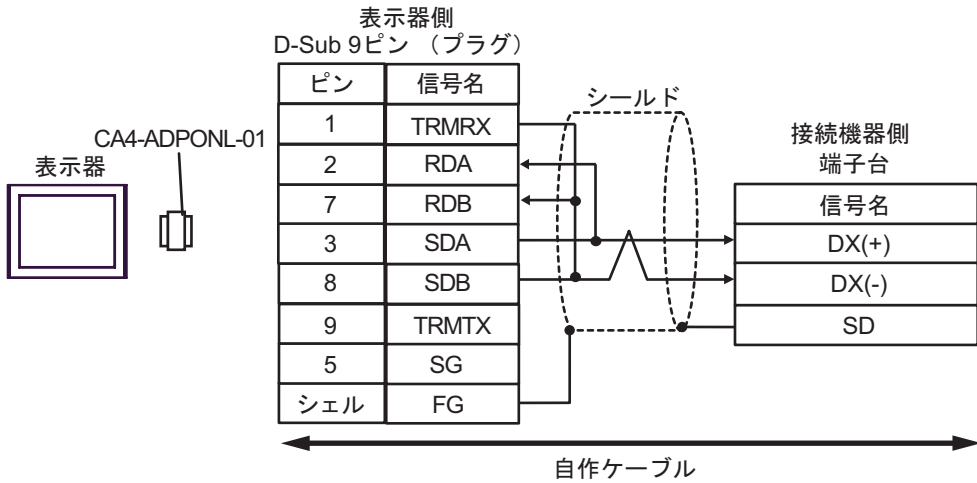 表示器側
D-Sub 9ピン （プラグ）
ピン 信号名
シールド
1 TRMRX
CA4-ADPONL-01
接続機器側
端子台
表示器
2 RDA
7 RDB
信号名
3 SDA
DX(+)
8 SDB
DX(-)
9 TRMTX
SD
5 SG
シェル FG
自作ケーブル